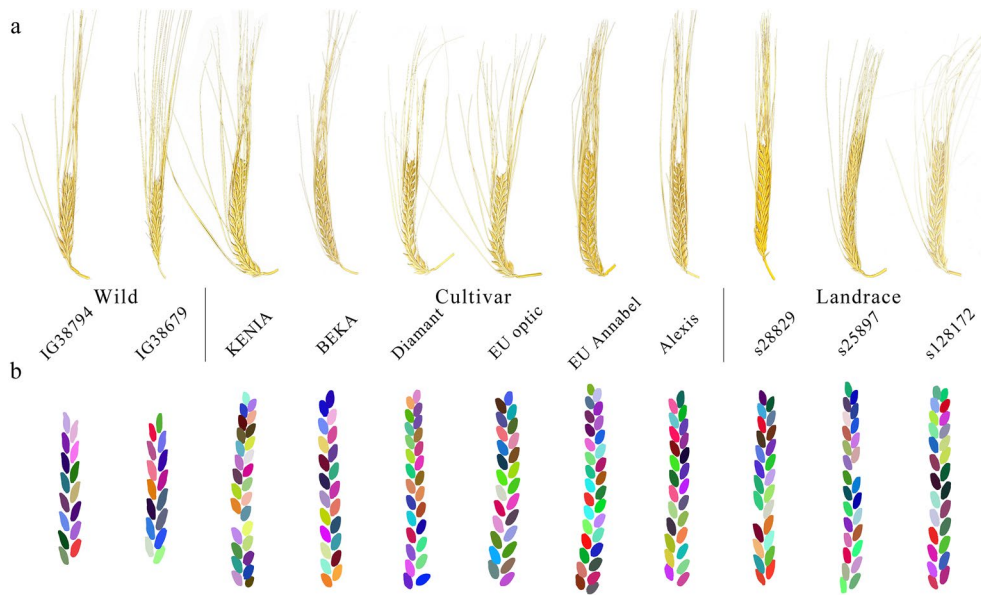 a
Wild
Cultivar
Landrace
IG38794
IG38679
KENIA
BEKA
Diamant
EU optic
EU Annabel
Alexis
s28829
s25897
s128172
b